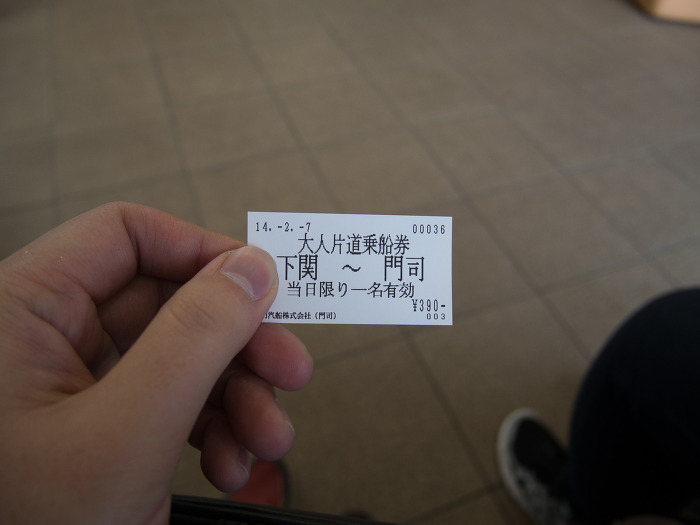 14.-2.-7 00036
大人片道乗船券
下関 ~ 門司
当日限り一名有効
¥390-
汽船株式会社(門司) 003